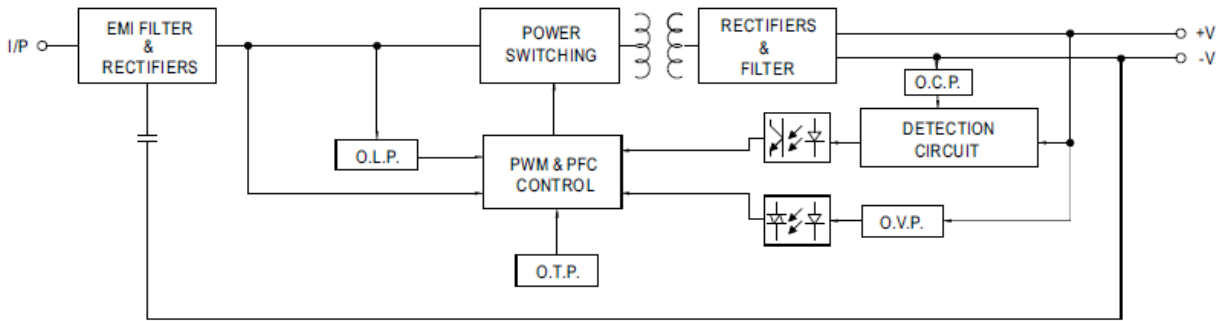 I/P
EMI FILTER
&
RECTIFIERS
POWER
SWITCHING
RECTIFIERS
&
FILTER
+V
-V
O.C.P.
DETECTION
CIRCUIT
O.L.P.
PWM & PFC
CONTROL
O.V.P.
O.T.P.